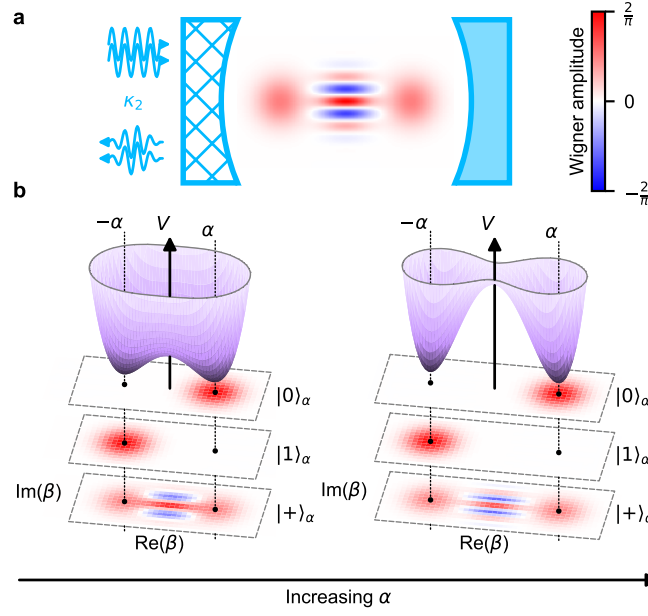 a
κ₂
Wigner amplitude
2/π
0
−2/π
b
−α V α
|0⟩α
|1⟩α
Im(β)
|+⟩α
Re(β)
−α V α
|0⟩α
|1⟩α
Im(β)
|+⟩α
Re(β)
Increasing α